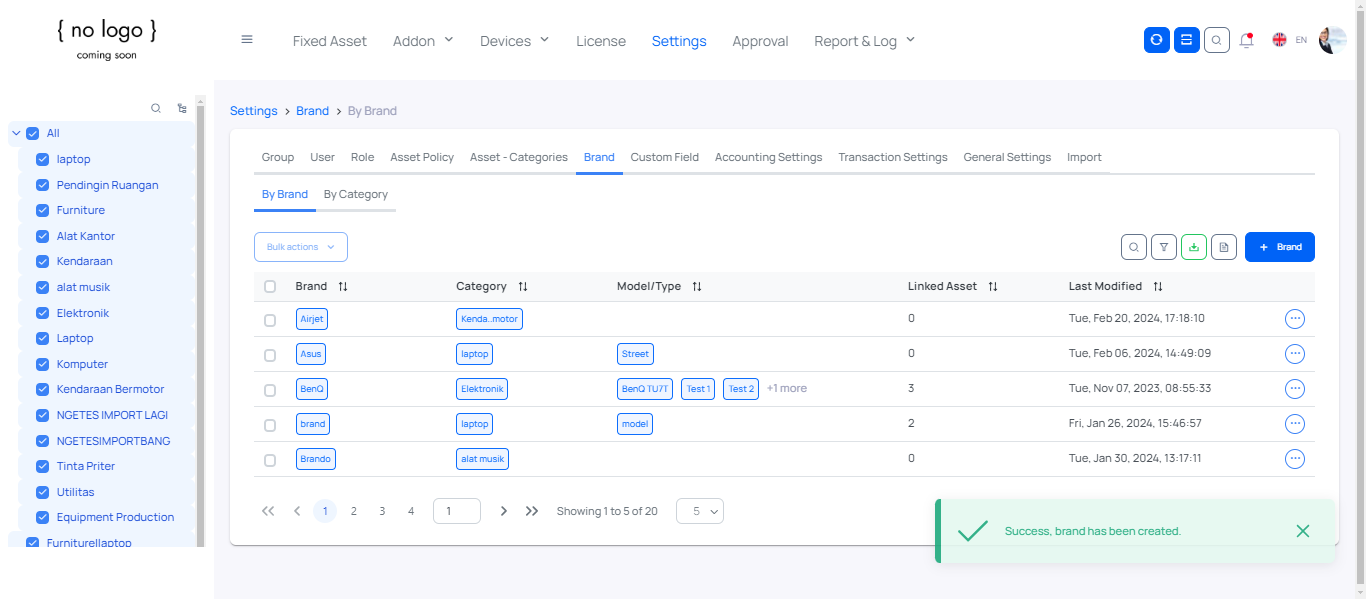 { no logo }
coming soon
Fixed Asset Addon Devices License Settings Approval Report & Log EN
All
laptop
Pendingin Ruangan
Furniture
Alat Kantor
Kendaraan
alat musik
Elektronik
Laptop
Komputer
Kendaraan Bermotor
NGETES IMPORT LAGI
NGETESIMPORTBANG
Tinta Priter
Utilitas
Equipment Production
Furniturellaptop
Settings > Brand > By Brand
Group User Role Asset Policy Asset - Categories Brand Custom Field Accounting Settings Transaction Settings General Settings Import
By Brand By Category
Bulk actions + Brand
Brand Category Model/Type Linked Asset Last Modified
Airjet Kenda..motor 0 Tue, Feb 20, 2024, 17:18:10
Asus laptop Street 0 Tue, Feb 06, 2024, 14:49:09
BenQ Elektronik BenQ TU7T Test 1 Test 2 +1 more 3 Tue, Nov 07, 2023, 08:55:33
brand laptop model 2 Fri, Jan 26, 2024, 15:46:57
Brando alat musik 0 Tue, Jan 30, 2024, 13:17:11
1 2 3 4 1 Showing 1 to 5 of 20 5
Success, brand has been created.